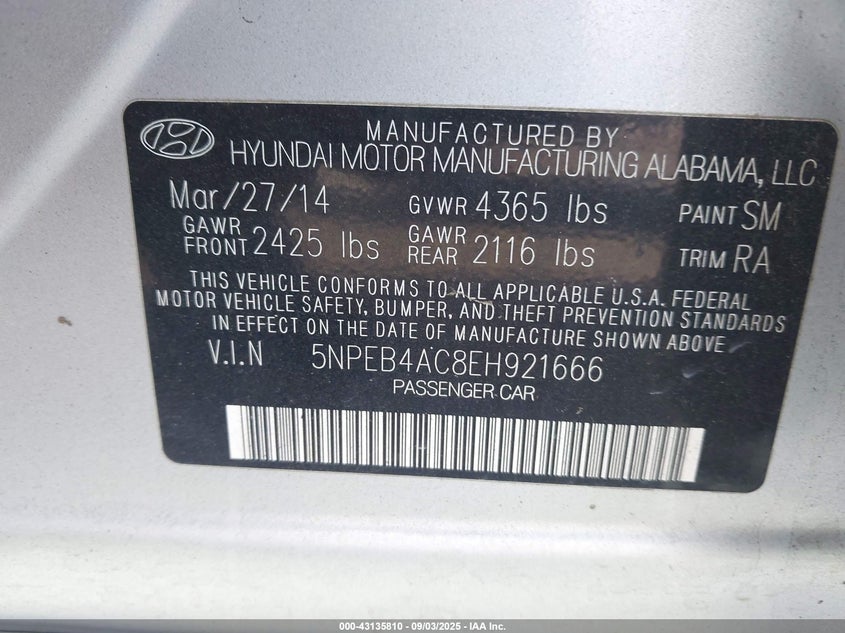 MANUFACTURED BY
HYUNDAI MOTOR MANUFACTURING ALABAMA, LLC
Mar/27/14 GVWR 4365 lbs PAINT SM
GAWR FRONT 2425 lbs GAWR REAR 2116 lbs TRIM RA
THIS VEHICLE CONFORMS TO ALL APPLICABLE U.S.A. FEDERAL
MOTOR VEHICLE SAFETY, BUMPER, AND THEFT PREVENTION STANDARDS
IN EFFECT ON THE DATE OF MANUFACTURE SHOWN ABOVE.
V.I.N 5NPEB4AC8EH921666
PASSENGER CAR
000-43135810 - 09/03/2025 - IAA Inc.